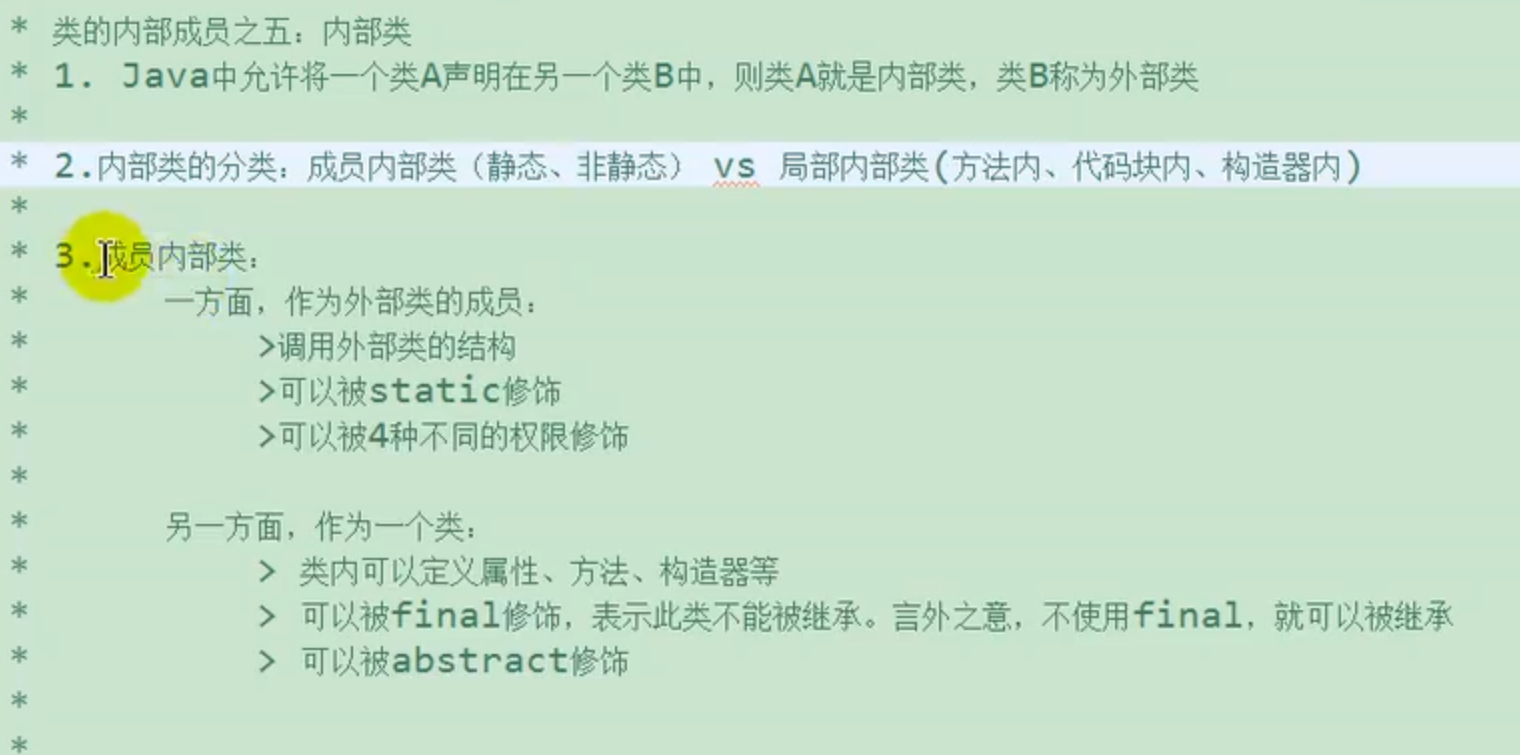 * 类的内部成员之五：内部类
* 1. Java中允许将一个类A声明在另一个类B中，则类A就是内部类，类B称为外部类
*
* 2.内部类的分类：成员内部类（静态、非静态） vs 局部内部类(方法内、代码块内、构造器内)
*
* 3.成员内部类：
* 一方面，作为外部类的成员：
* >调用外部类的结构
* >可以被static修饰
* >可以被4种不同的权限修饰
*
* 另一方面，作为一个类：
* > 类内可以定义属性、方法、构造器等
* > 可以被final修饰，表示此类不能被继承。言外之意，不使用final，就可以被继承
* > 可以被abstract修饰
*
*